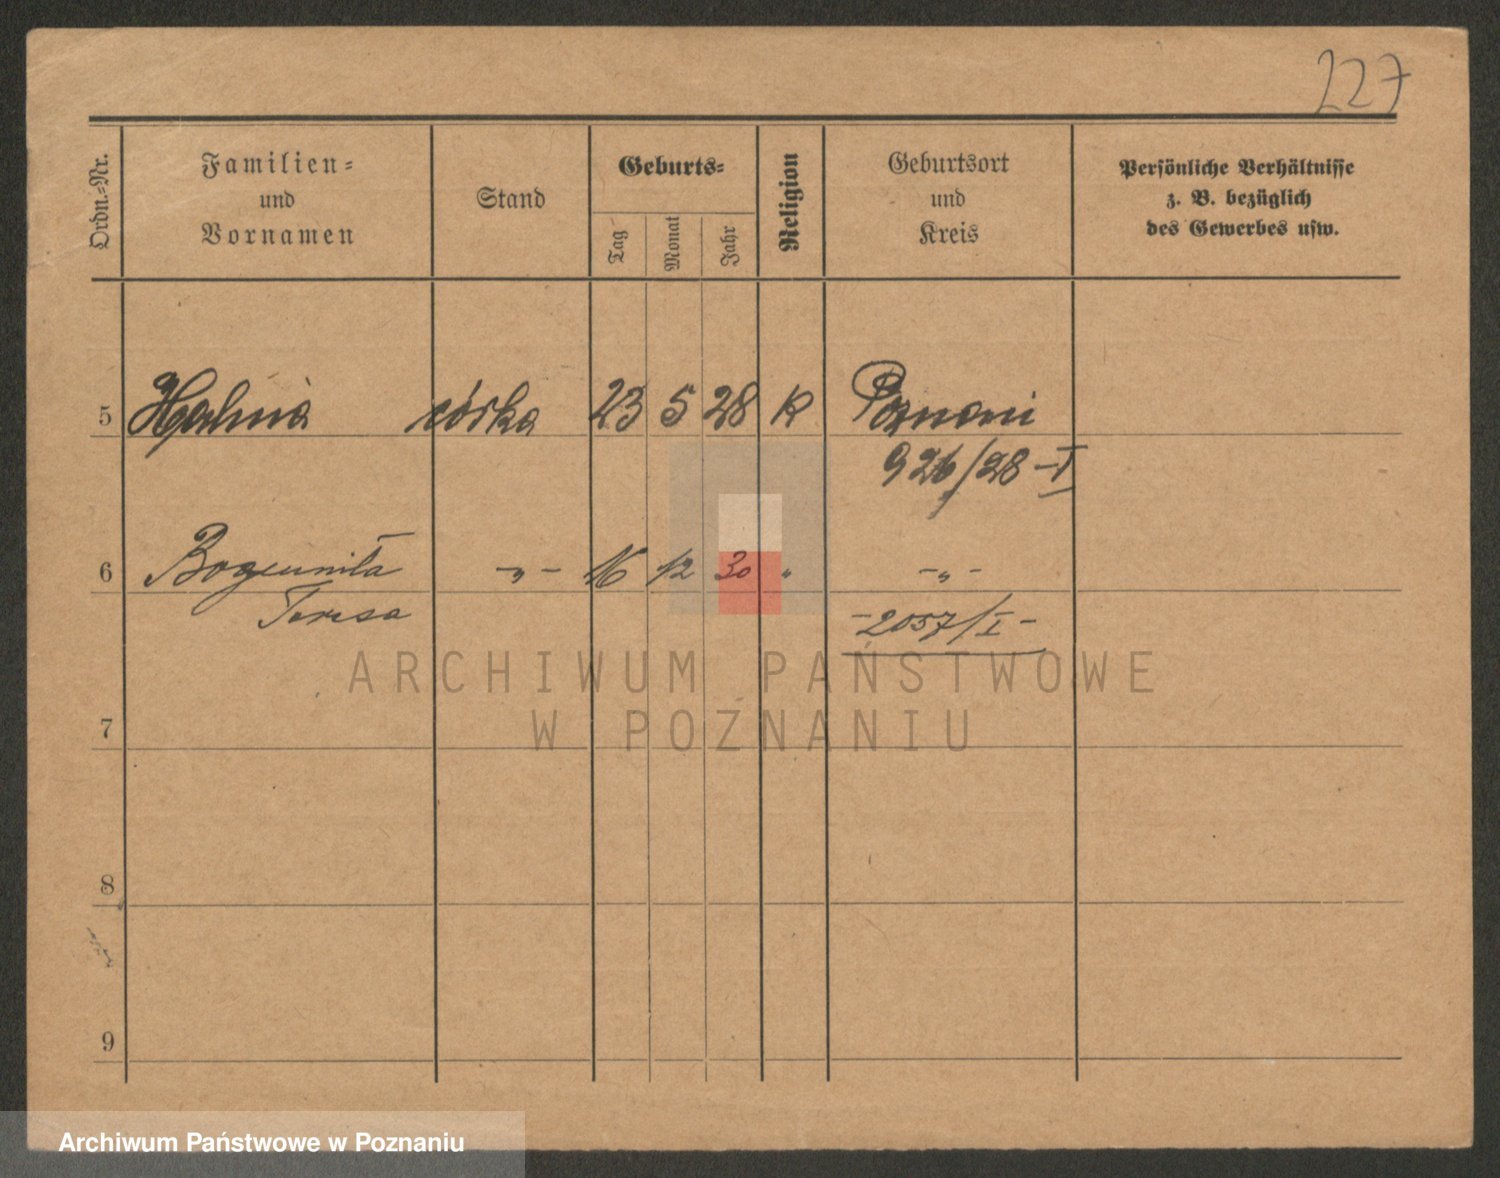 227
Ordn.-Nr.
Familien-
und
Vornamen
Stand
Geburts-
Tag
Monat
Jahr
Religion
Geburtsort
und
Kreis
Persönliche Verhältnisse
z. B. bezüglich
des Gewerbes usw.
5 Halina córka 23 5 28 K Poznań
926/28-I
6 Bogumiła -„- 16 12 30 „ -„-
Teresa
-2057/I-
7
8
9
ARCHIWUM PAŃSTWOWE
W POZNANIU
Archiwum Państwowe w Poznaniu